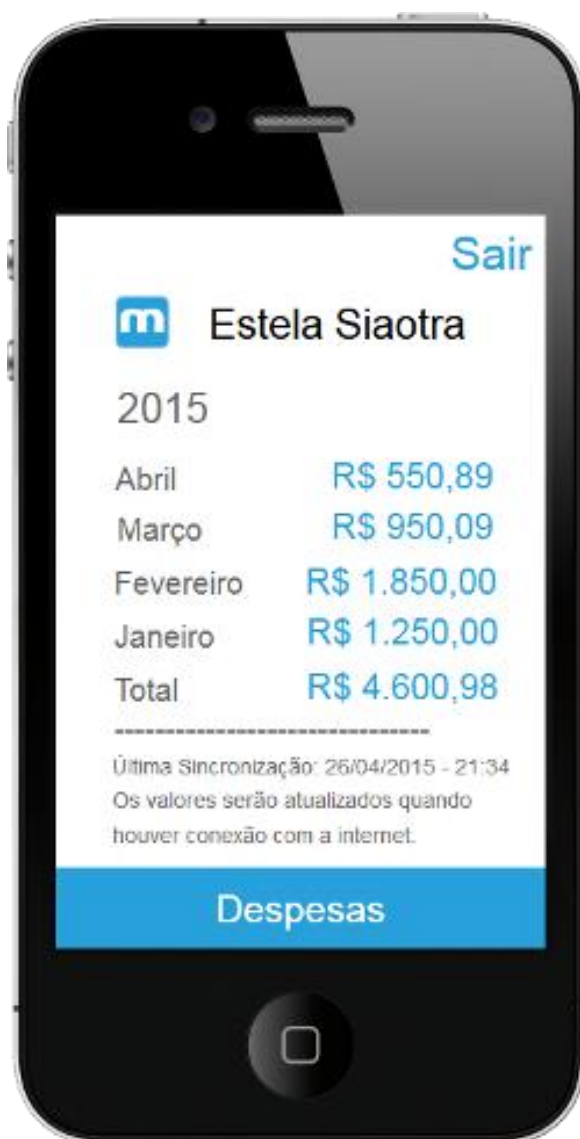 Sair
m Estela Siaotra
2015
Abril R$ 550,89
Março R$ 950,09
Fevereiro R$ 1.850,00
Janeiro R$ 1.250,00
Total R$ 4.600,98
-------------------------------
Última Sincronização: 26/04/2015 - 21:34
Os valores serão atualizados quando
houver conexão com a internet.
Despesas